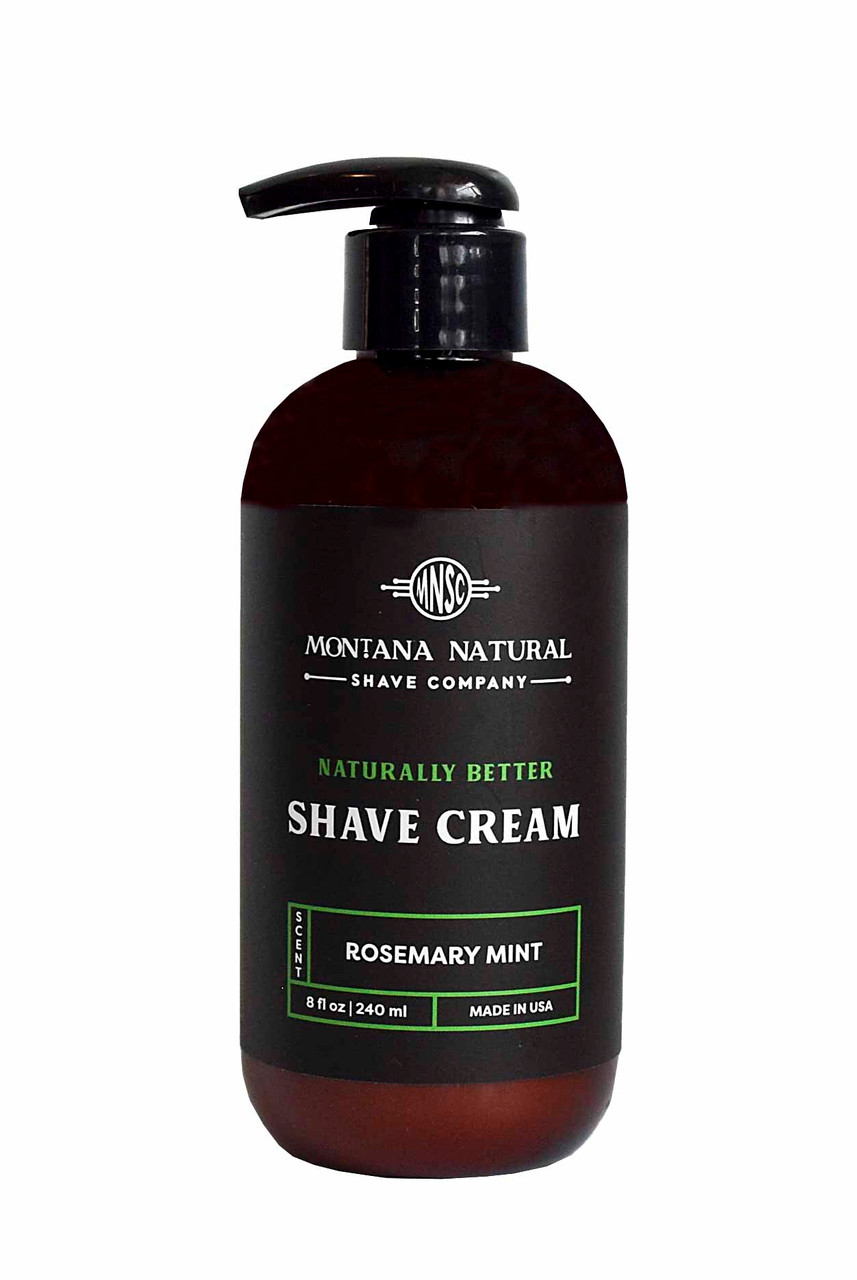 MNSC
MONTANA NATURAL
SHAVE COMPANY
NATURALLY BETTER
SHAVE CREAM
SCENT
ROSEMARY MINT
8 fl oz | 240 ml
MADE IN USA